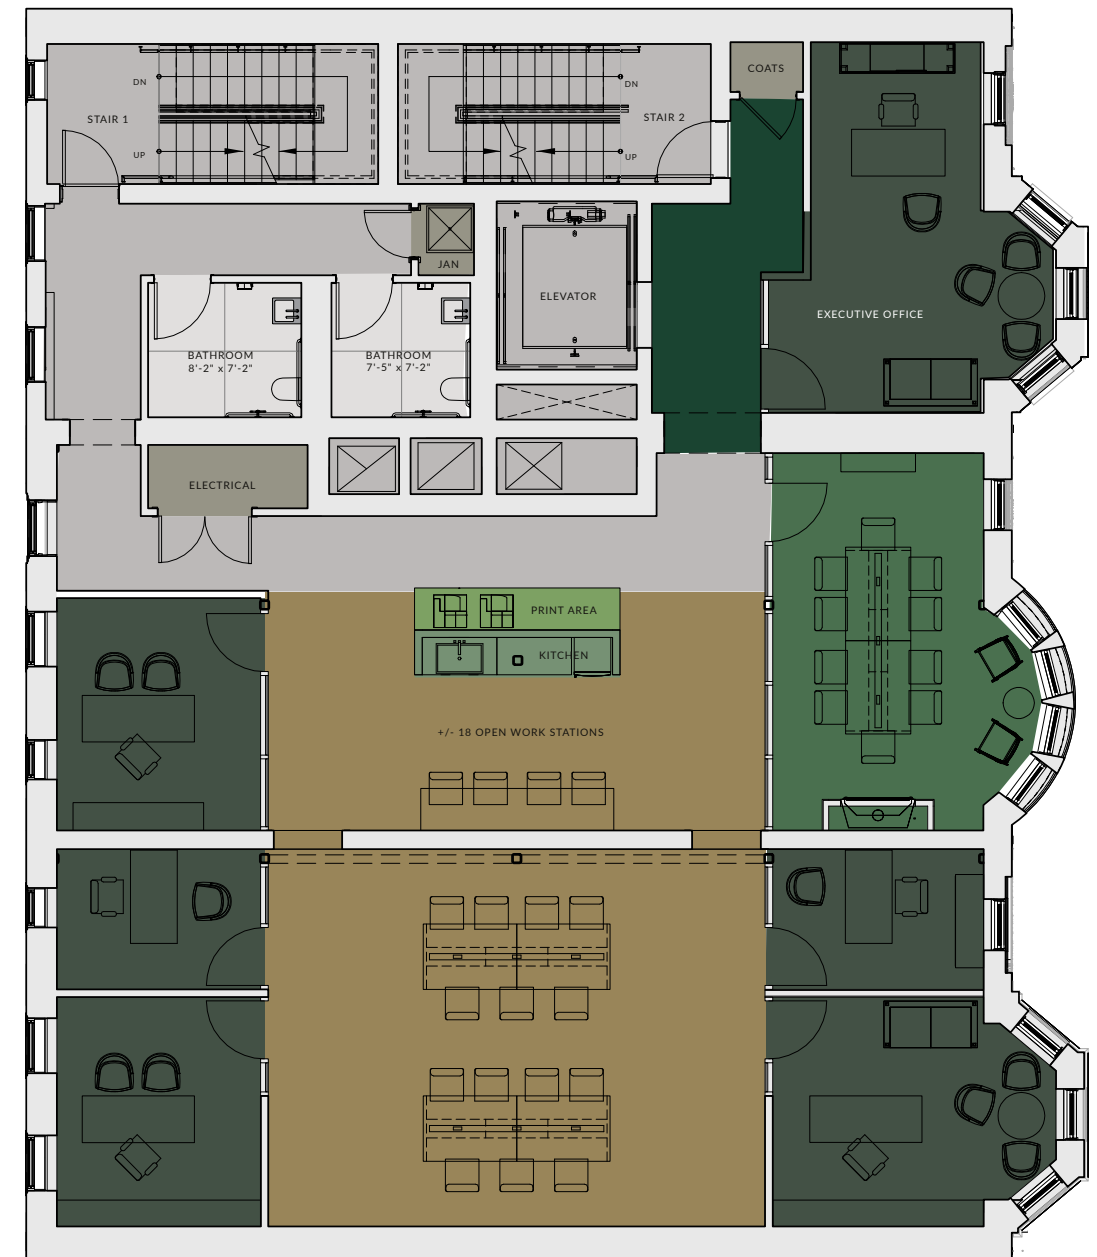 COATS
DN
DN
STAIR 1
STAIR 2
UP
UP
JAN
ELEVATOR
EXECUTIVE OFFICE
BATHROOM
8'-2" x 7'-2"
BATHROOM
7'-5" x 7'-2"
ELECTRICAL
PRINT AREA
KITCHEN
+/- 18 OPEN WORK STATIONS